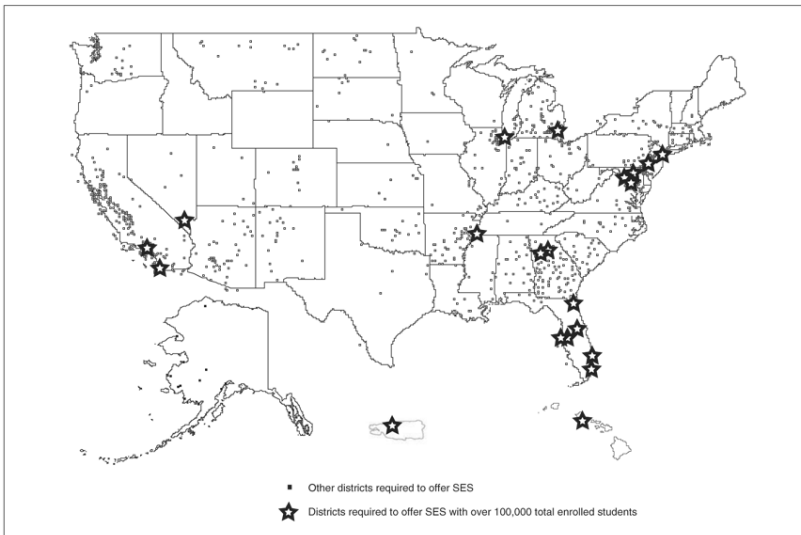 Other districts required to offer SES
Districts required to offer SES with over 100,000 total enrolled students